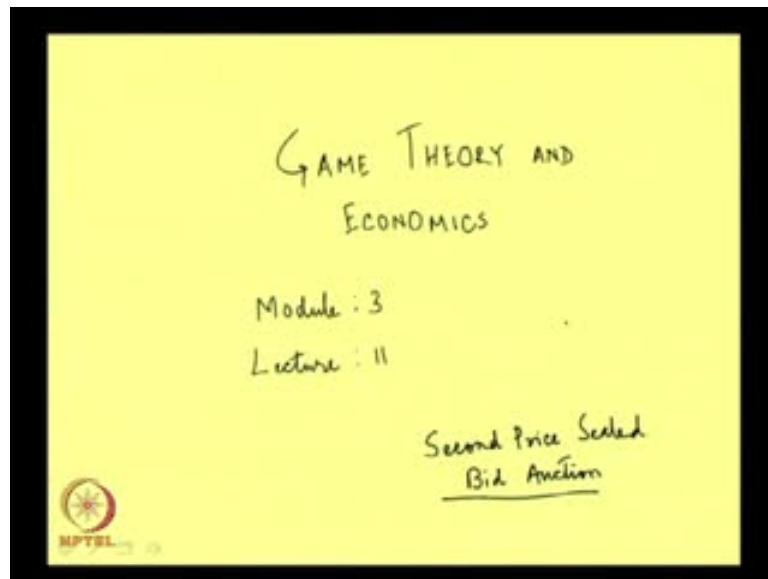 GAME THEORY AND
ECONOMICS
Module : 3
Lecture : 11
Second Price Sealed
Bid Auction
NPTEL